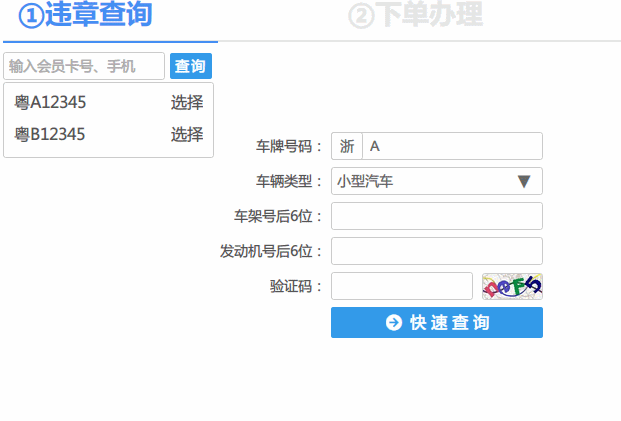 ①违章查询
②下单办理
输入会员卡号、手机 查询
粤A12345 选择
粤B12345 选择
车牌号码： 浙 A
车辆类型： 小型汽车 ▼
车架号后6位：
发动机号后6位：
验证码：
快速查询